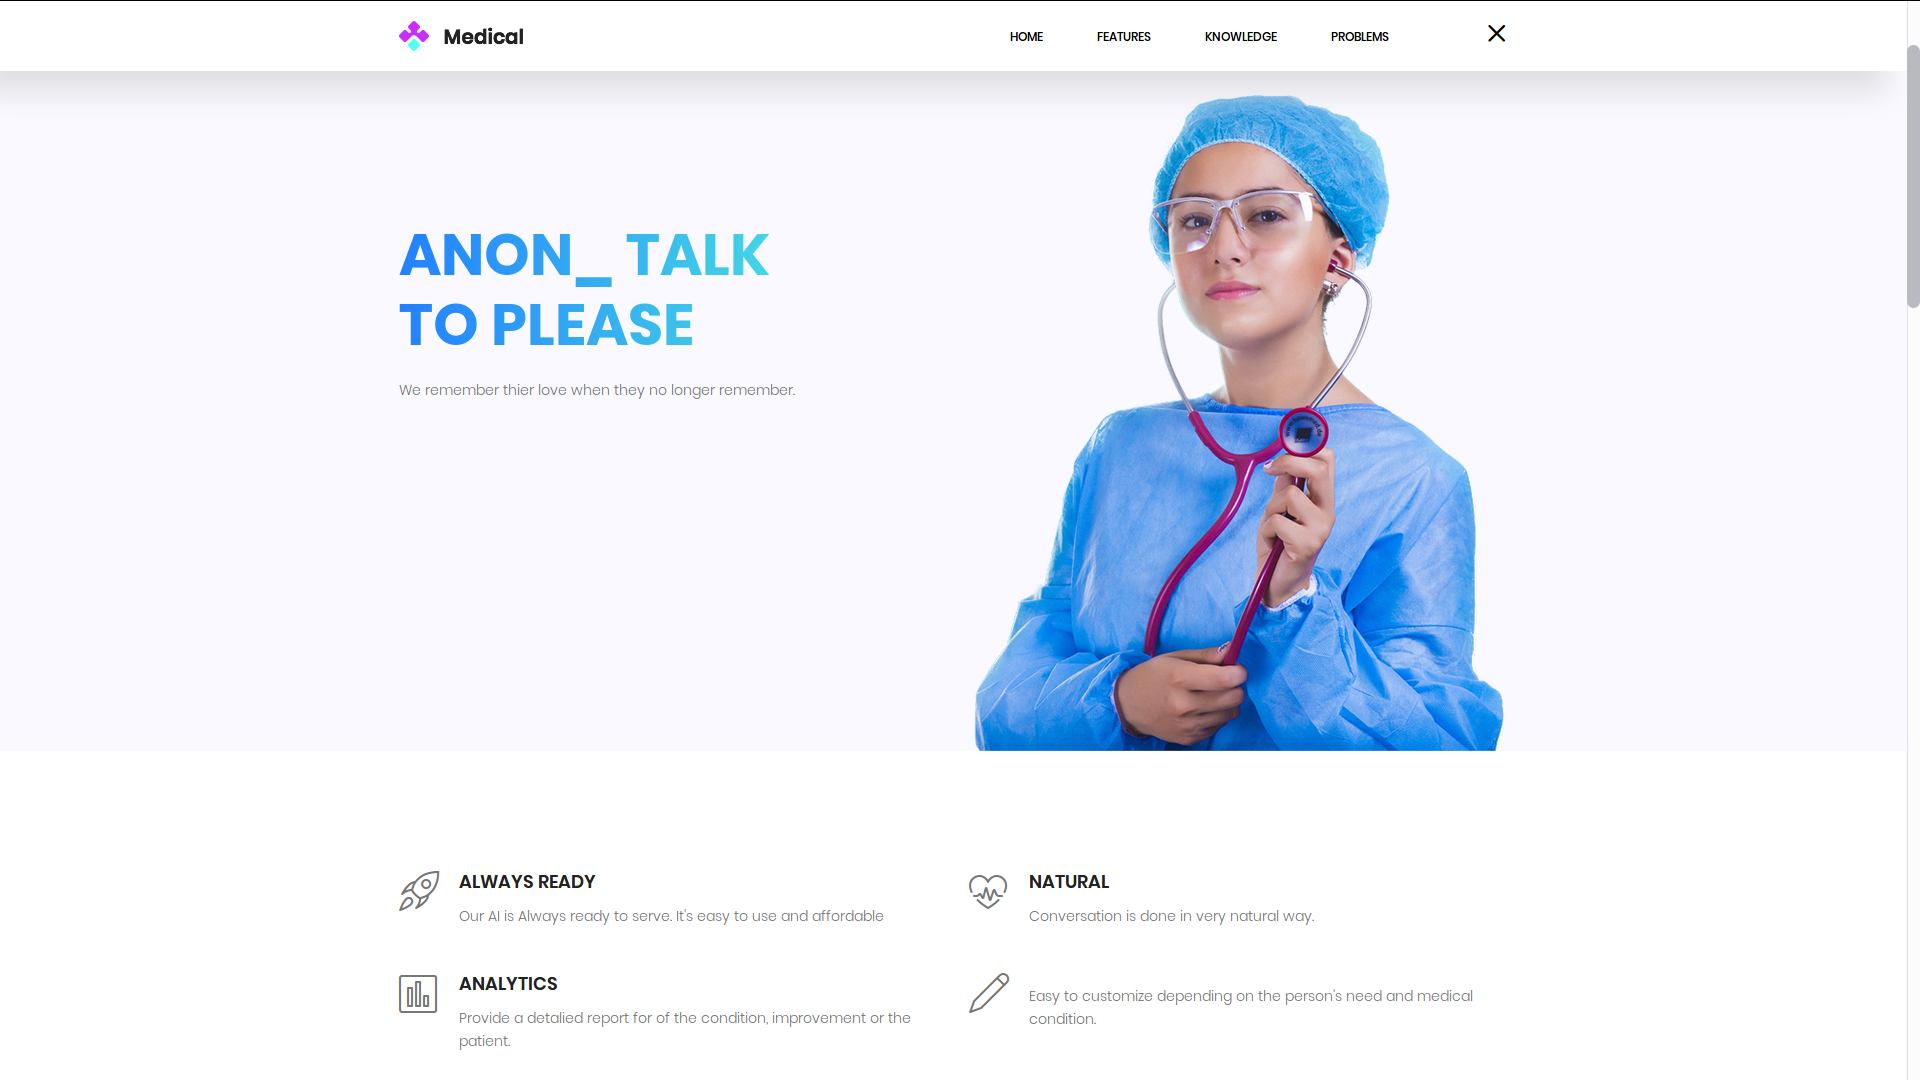 Medical
HOME FEATURES KNOWLEDGE PROBLEMS
ANON_ TALK
TO PLEASE
We remember thier love when they no longer remember.
ALWAYS READY
Our AI is Always ready to serve. It's easy to use and affordable
NATURAL
Conversation is done in very natural way.
ANALYTICS
Provide a detalied report for of the condition, improvement or the
patient.
Easy to customize depending on the person's need and medical
condition.